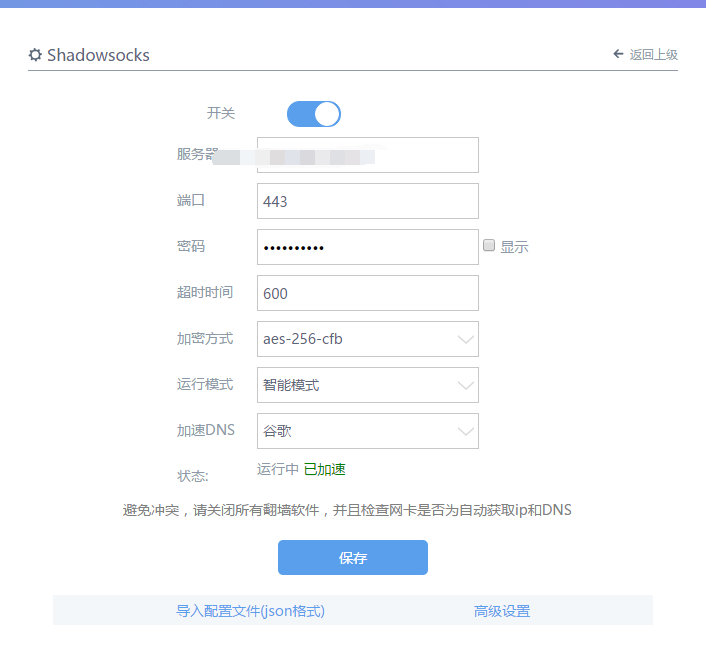 Shadowsocks
返回上级
开关
服务器
端口
443
密码
••••••••••
显示
超时时间
600
加密方式
aes-256-cfb
运行模式
智能模式
加速DNS
谷歌
状态:
运行中 已加速
避免冲突，请关闭所有翻墙软件，并且检查网卡是否为自动获取ip和DNS
保存
导入配置文件(json格式)
高级设置